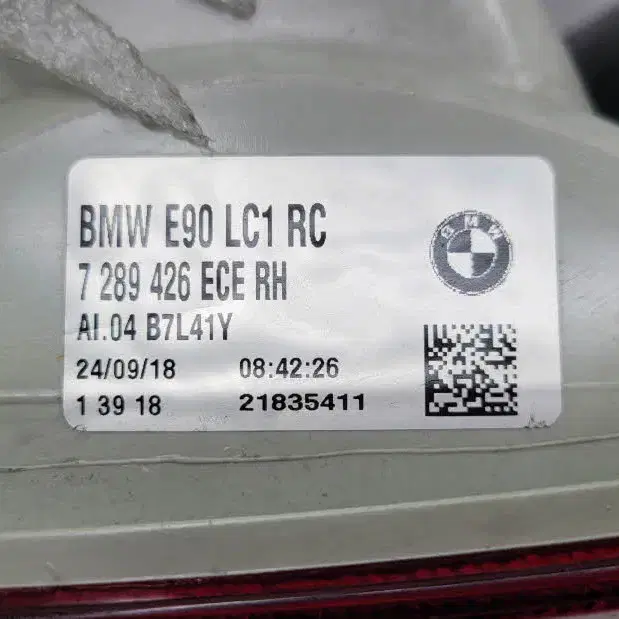 BMW E90 LC1 RC
7 289 426 ECE RH
AI.04 B7L41Y
24/09/18 08:42:26
1 39 18 21835411
BMW